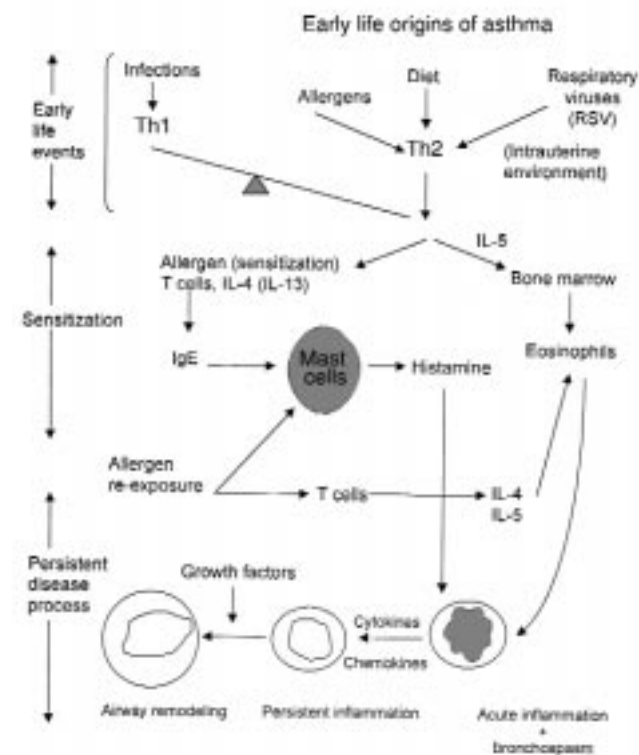 Early life origins of asthma
Infections
Diet
Respiratory
viruses
(RSV)
Allergens
Early
life
events
Th1
Th2
(Intrauterine
environment)
IL-5
Allergen (sensitization)
T cells, IL-4 (IL-13)
Bone marrow
Sensitization
IgE
Mast
cells
Histamine
Eosinophils
Allergen
re-exposure
T cells
IL-4
IL-5
Persistent
disease
process
Growth factors
Cytokines
Chemokines
Airway remodeling
Persistent inflammation
Acute inflammation
+
bronchospasm